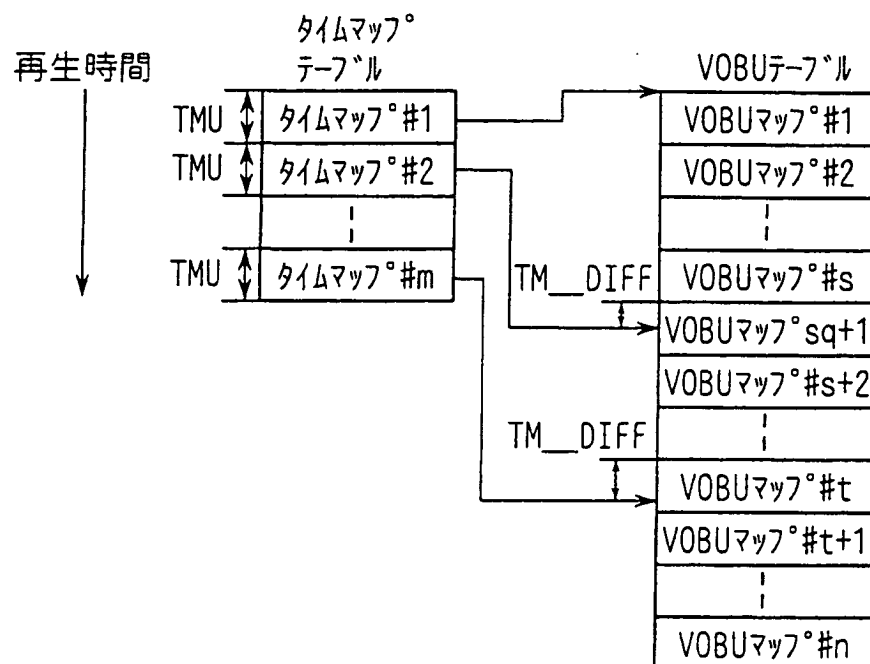 タイムマップ
テーブル
再生時間
VOBUテーブル
TMU
タイムマップ#1
VOBUマップ#1
TMU
タイムマップ#2
VOBUマップ#2
TMU
タイムマップ#m
TM__DIFF
VOBUマップ#s
VOBUマップsq+1
VOBUマップ#s+2
TM__DIFF
VOBUマップ#t
VOBUマップ#t+1
VOBUマップ#n